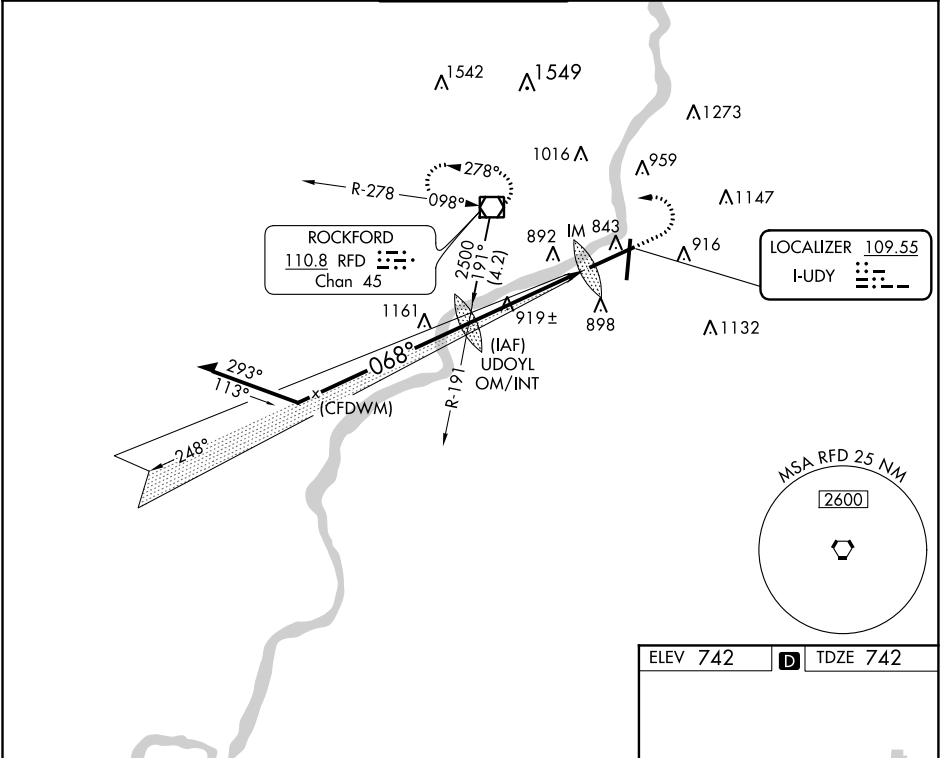 1542
1549
1273
1016
959
278°
R-278
098°
1147
ROCKFORD
110.8 RFD
Chan 45
2500
191°
(4.2)
892
IM
843
916
LOCALIZER 109.55
I-UDY
1161
919±
898
1132
(IAF)
UDOYL
OM/INT
068°
293°
113°
(CFDWM)
R-191
248°
MSA RFD 25 NM
2600
ELEV 742
D
TDZE 742